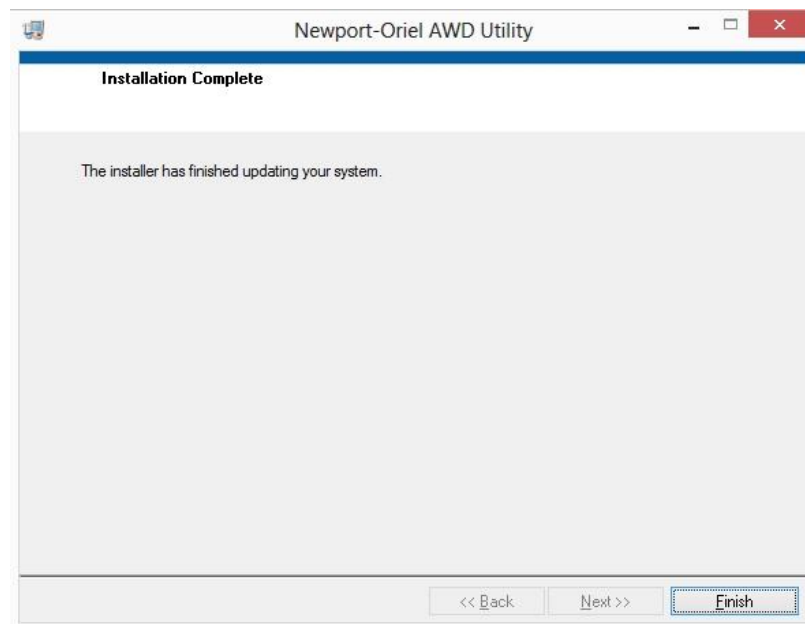 Newport-Oriel AWD Utility
Installation Complete
The installer has finished updating your system.
<< Back Next >> Finish